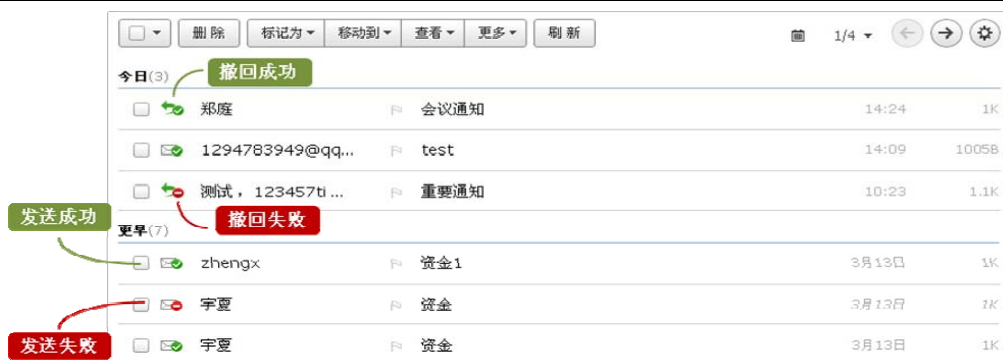 删除 标记为 移动到 查看 更多 刷新 1/4
撤回成功
今日(3)
郑庭 会议通知 14:24 1K
1294783949@qq... test 14:09 1005B
测试，123457ti... 重要通知 10:23 1.1K
发送成功 撤回失败
更早(7)
zhengx 资金1 3月13日 1K
宇夏 资金 3月13日 1K
发送失败
宇夏 资金 3月13日 1K